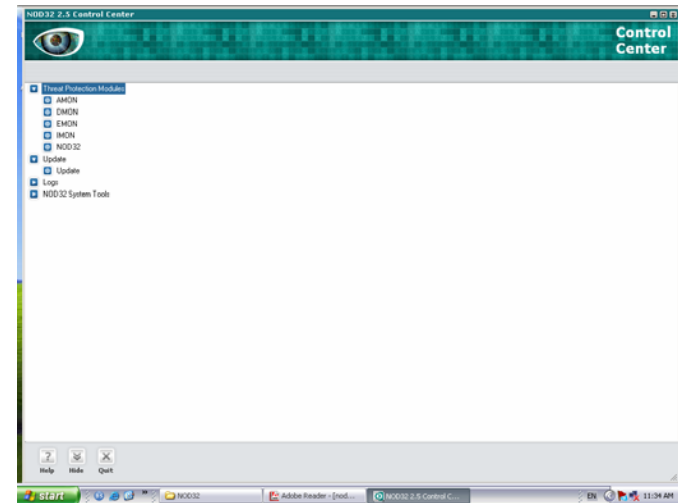 NOD32 2.5 Control Center
Control
Center
Threat Protection Modules
AMON
DMON
EMON
IMON
NOD32
Update
Update
Logs
NOD32 System Tools
Help Hide Quit
start NOD32 Adobe Reader - [nod... NOD32 2.5 Control C... EN 11:34 AM